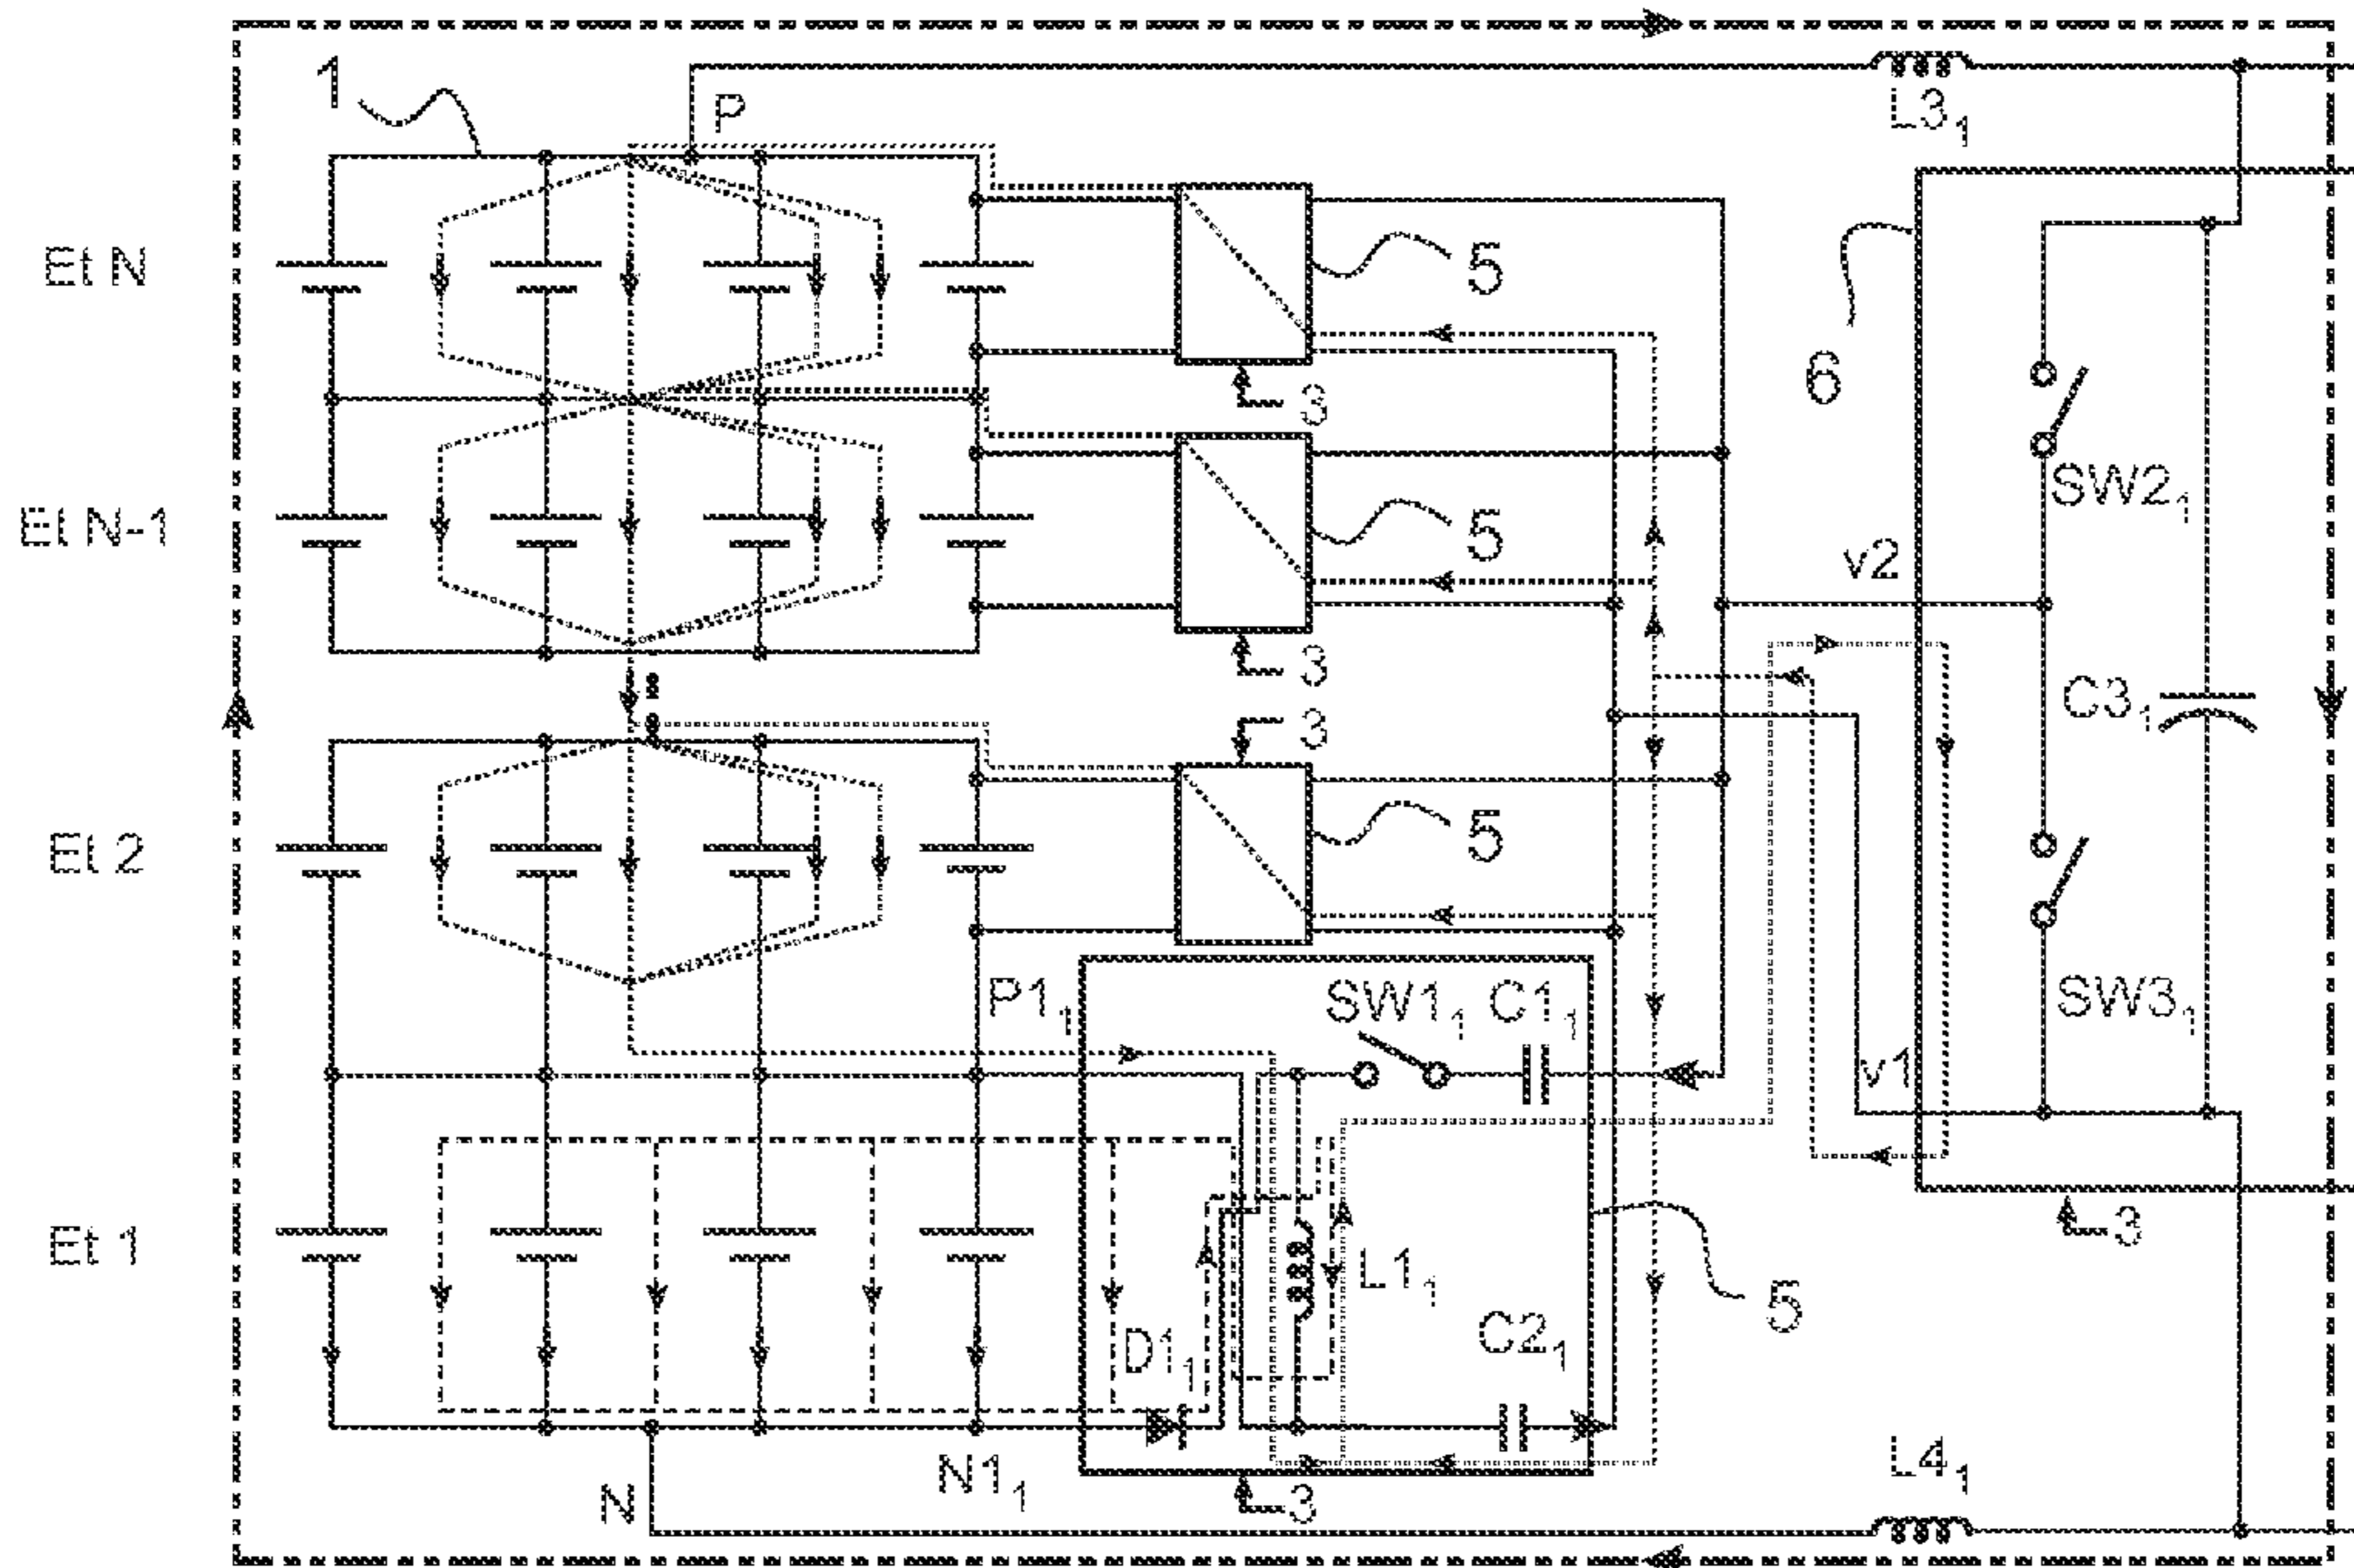 1
P
L3₁
Et N
5
6
3
SW2₁
Et N-1
5
v2
3
C3₁
3
Et 2
5
P1₁
SW1₁ C1₁
SW3₁
v1
Et 1
L1₁
3
5
D1₁
C2₁
N
N1₁
3
L4₁